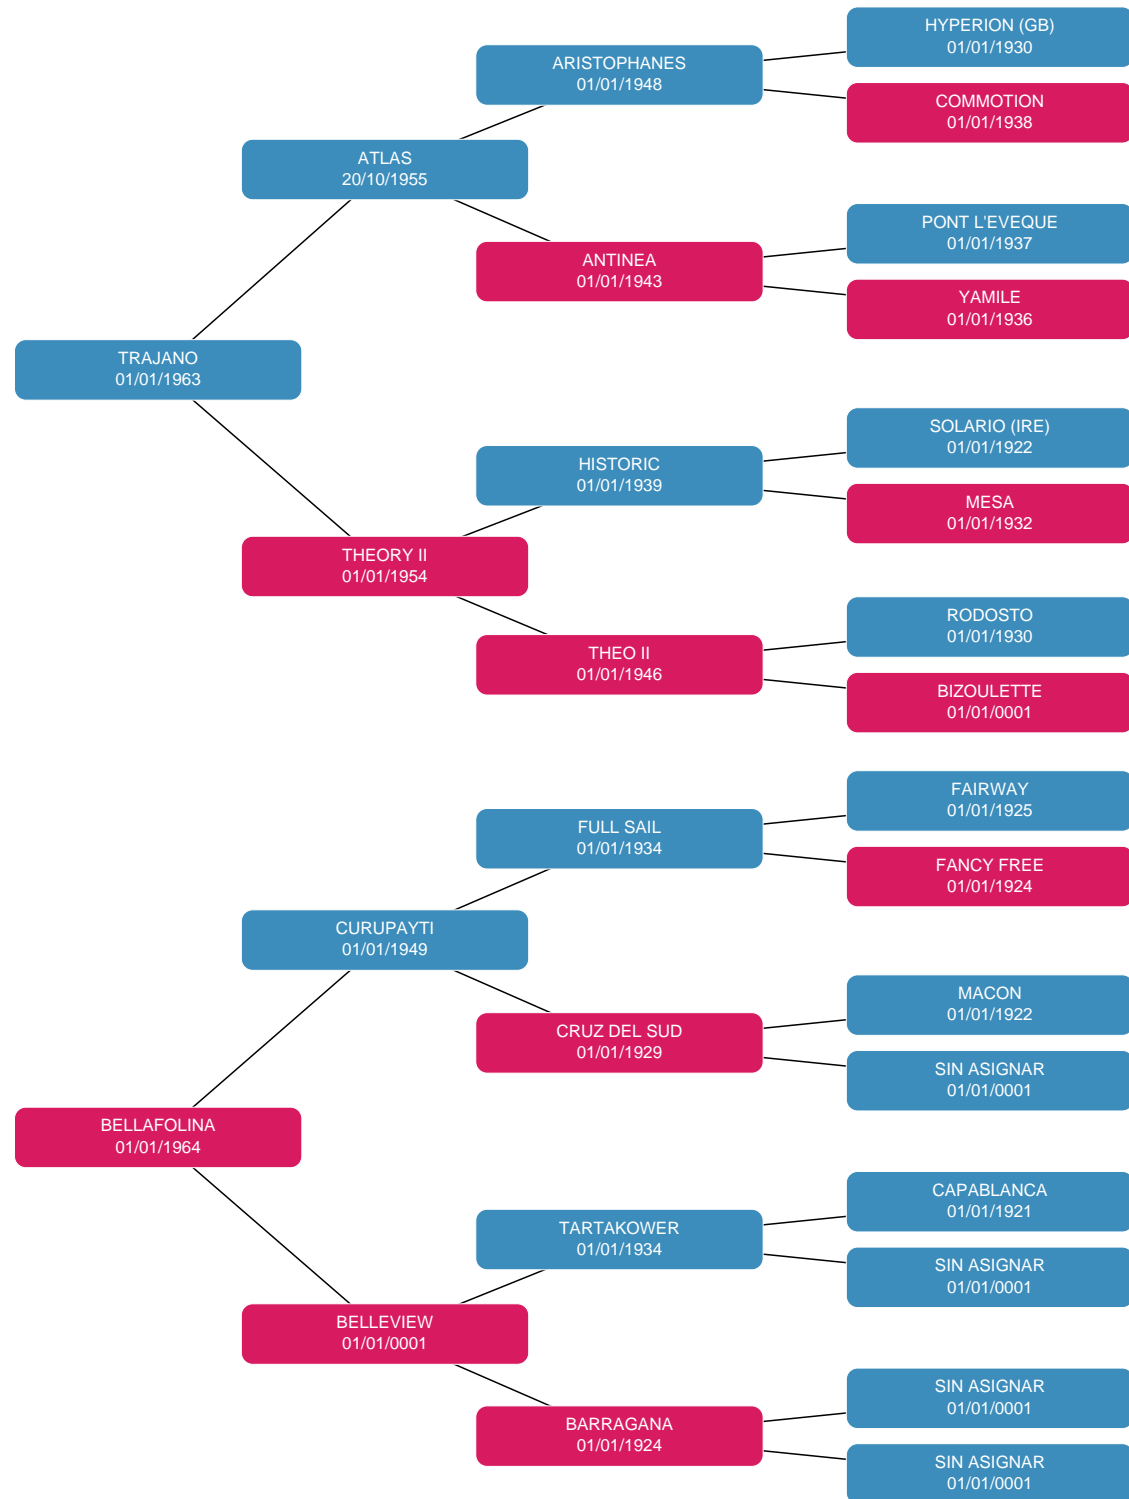 HYPERION (GB)
01/01/1930
ARISTOPHANES
01/01/1948
COMMOTION
01/01/1938
ATLAS
20/10/1955
PONT L'EVEQUE
01/01/1937
ANTINEA
01/01/1943
YAMILE
01/01/1936
TRAJANO
01/01/1963
SOLARIO (IRE)
01/01/1922
HISTORIC
01/01/1939
MESA
01/01/1932
THEORY II
01/01/1954
RODOSTO
01/01/1930
THEO II
01/01/1946
BIZOULETTE
01/01/0001
FAIRWAY
01/01/1925
FULL SAIL
01/01/1934
FANCY FREE
01/01/1924
CURUPAYTI
01/01/1949
MACON
01/01/1922
CRUZ DEL SUD
01/01/1929
SIN ASIGNAR
01/01/0001
BELLAFOLINA
01/01/1964
CAPABLANCA
01/01/1921
TARTAKOWER
01/01/1934
SIN ASIGNAR
01/01/0001
BELLEVIEW
01/01/0001
SIN ASIGNAR
01/01/0001
BARRAGANA
01/01/1924
SIN ASIGNAR
01/01/0001